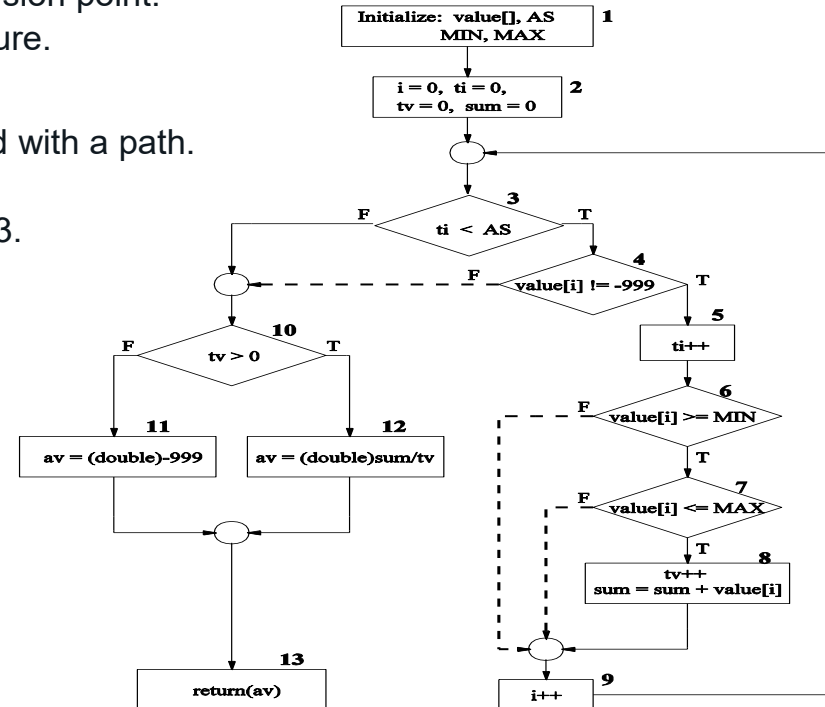 sion point.
ure.
d with a path.
3.
Initialize: value[], AS
MIN, MAX
1
i = 0, ti = 0,
tv = 0, sum = 0
2
3
F
T
ti < AS
4
F
value[i] != -999
T
5
ti++
10
F
tv > 0
T
6
F
value[i] >= MIN
T
11
av = (double)-999
12
av = (double)sum/tv
7
F
value[i] <= MAX
T
8
tv++
sum = sum + value[i]
13
return(av)
9
i++